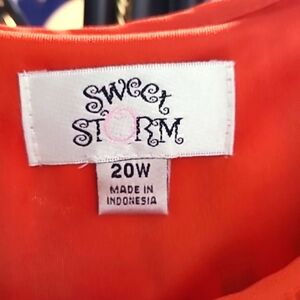 Sweet
STORM
20W
MADE IN
INDONESIA